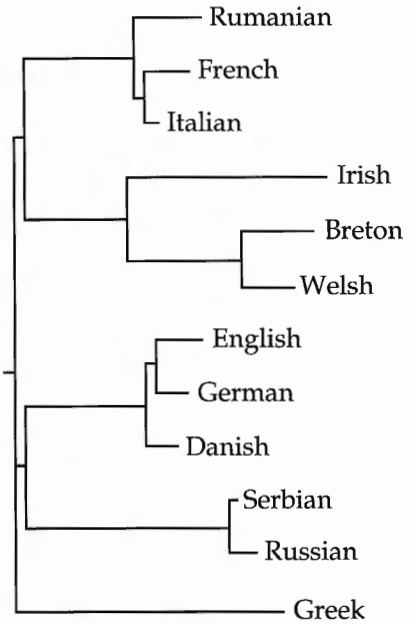 Rumanian
French
Italian
Irish
Breton
Welsh
English
German
Danish
Serbian
Russian
Greek